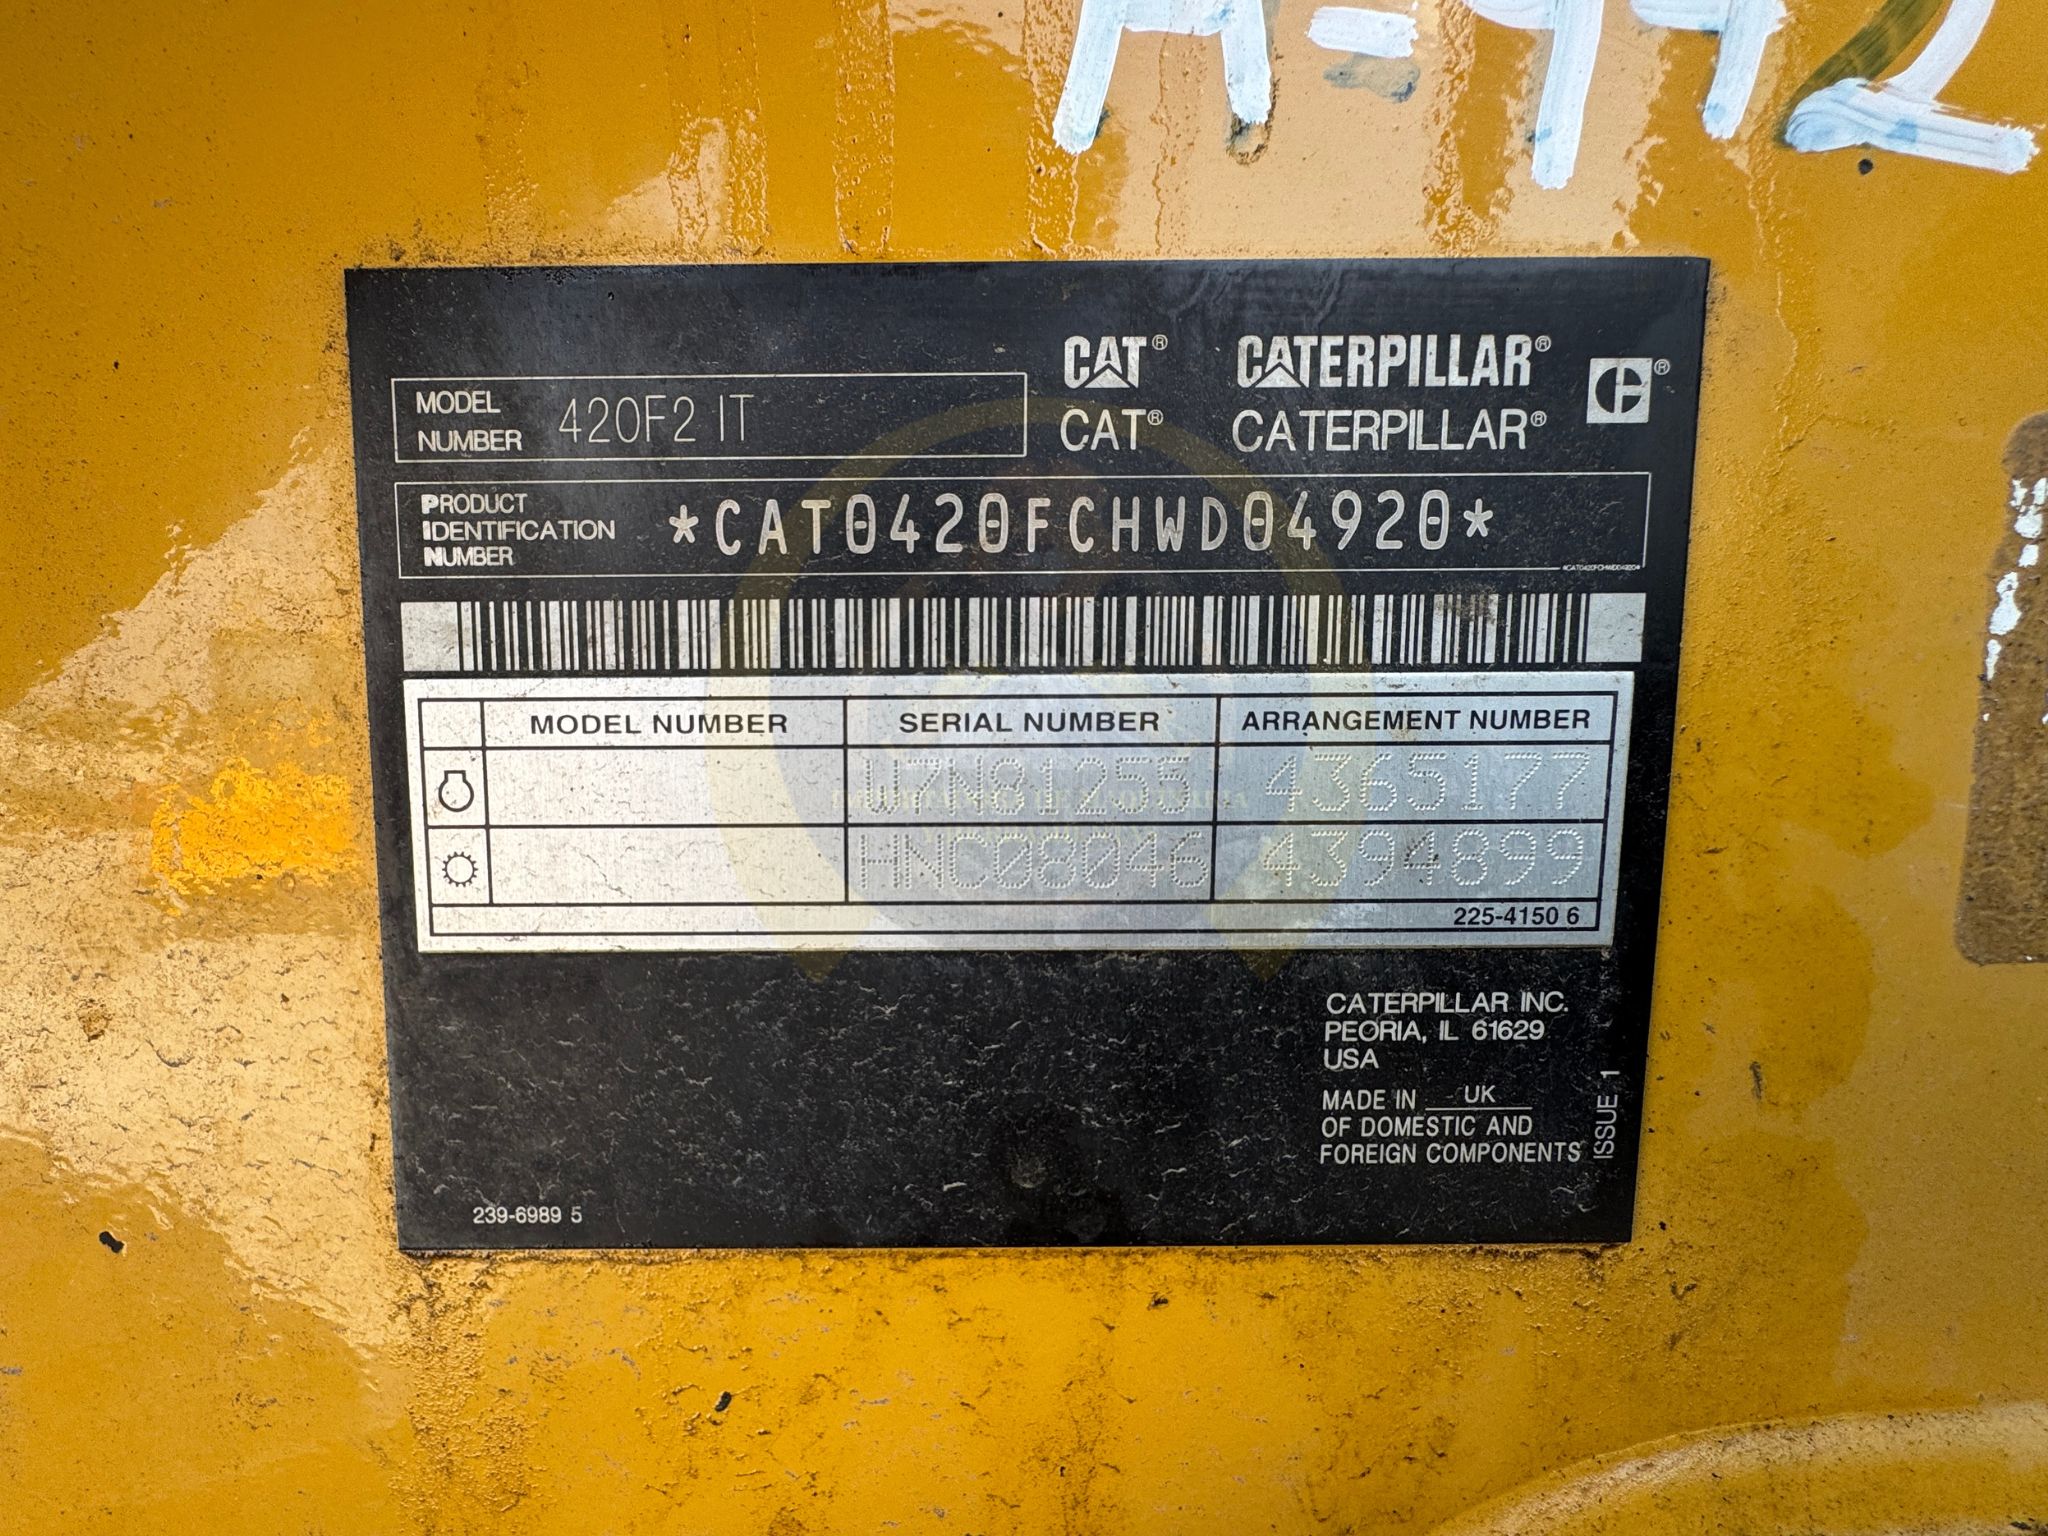 A-442
CAT® CATERPILLAR®
CAT® CATERPILLAR®
MODEL NUMBER 420F2 IT
PRODUCT IDENTIFICATION NUMBER *CAT0420FCHWD04920*
*CAT0420FCHWD04920*
MODEL NUMBER SERIAL NUMBER ARRANGEMENT NUMBER
W7N81255 4365177
HNC08046 4394899
225-4150 6
CATERPILLAR INC.
PEORIA, IL 61629
USA
MADE IN UK
OF DOMESTIC AND
FOREIGN COMPONENTS
ISSUE 1
239-6989 5